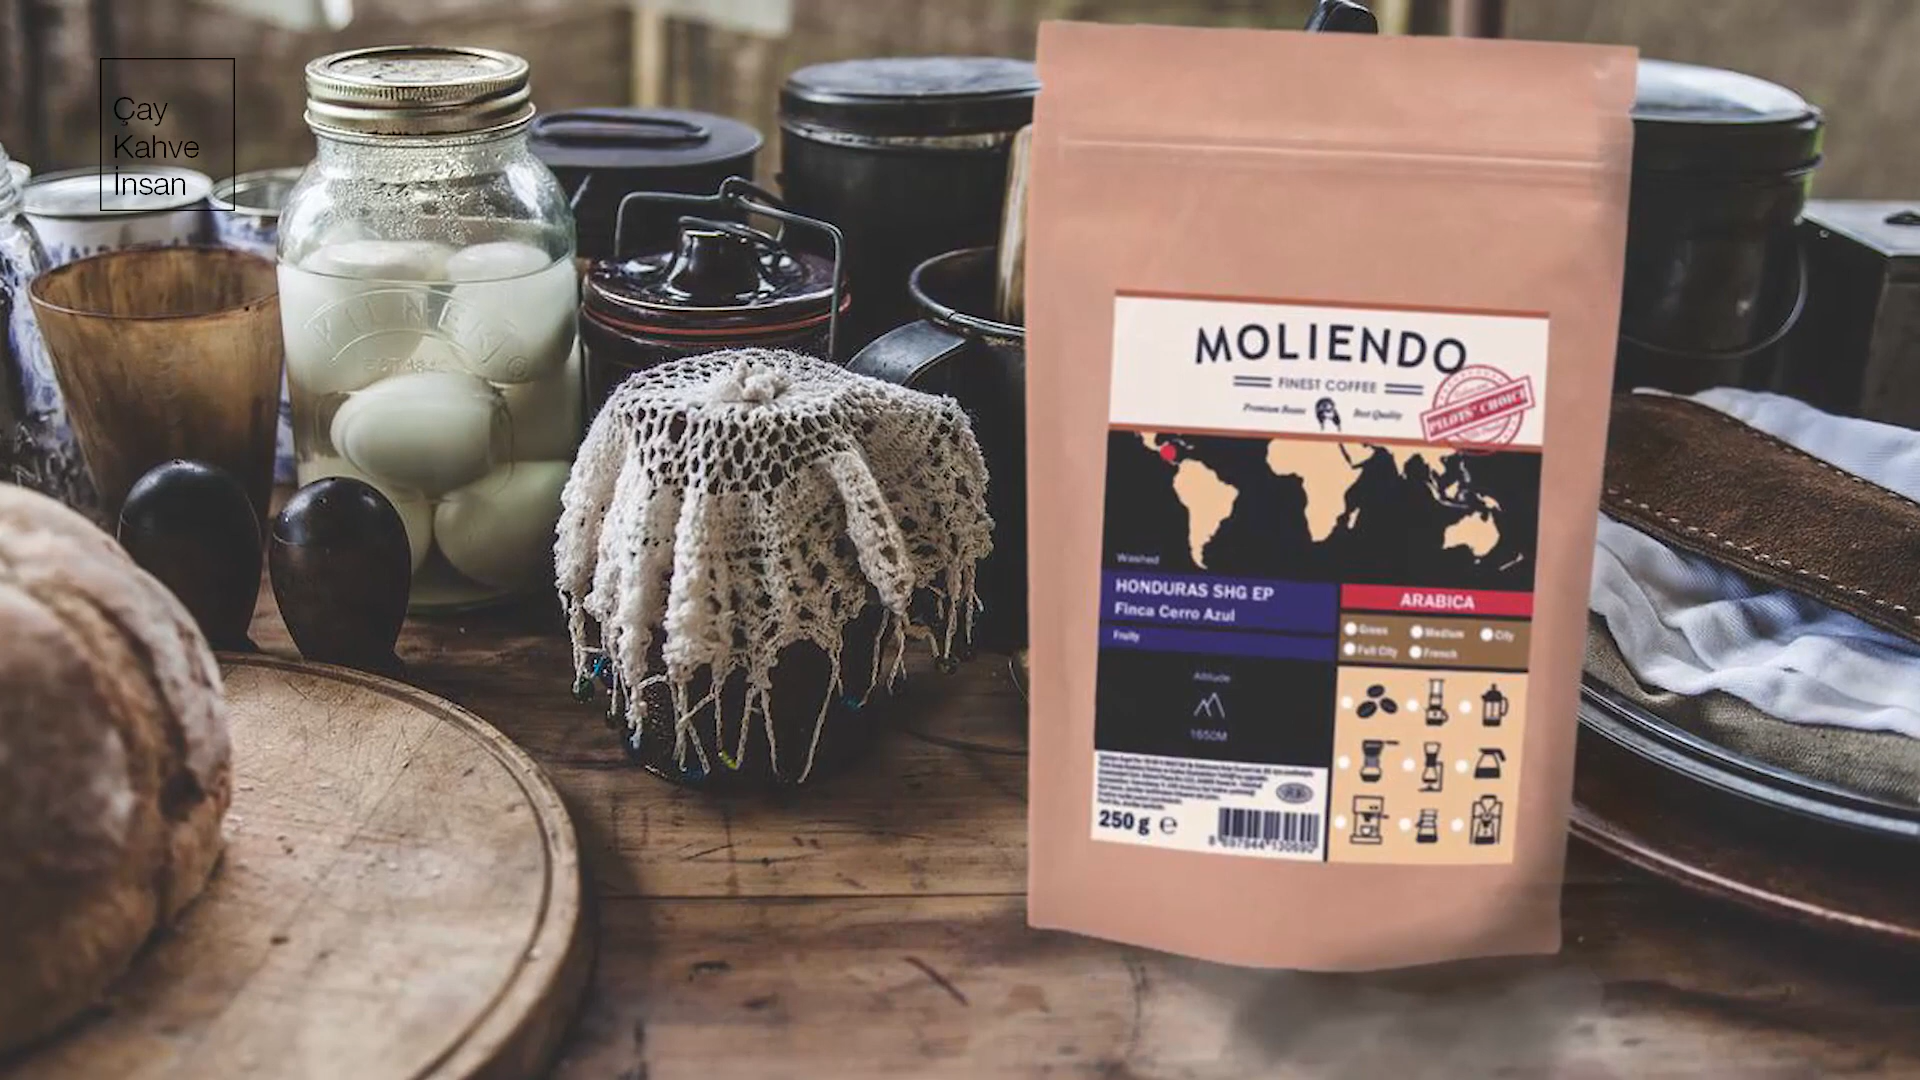 Çay
Kahve
İnsan
MOLIENDO
FINEST COFFEE
Premium Beans Best Quality
PILOTS' CHOICE
Washed
HONDURAS SHG EP
Finca Cerro Azul
Fruity
ARABICA
Green Medium City
Full City French
Altitude
1650M
250 g e